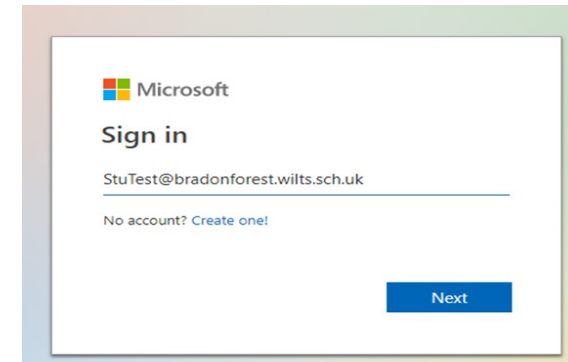 Microsoft
Sign in
StuTest@bradonforest.wilts.sch.uk
No account? Create one!
Next